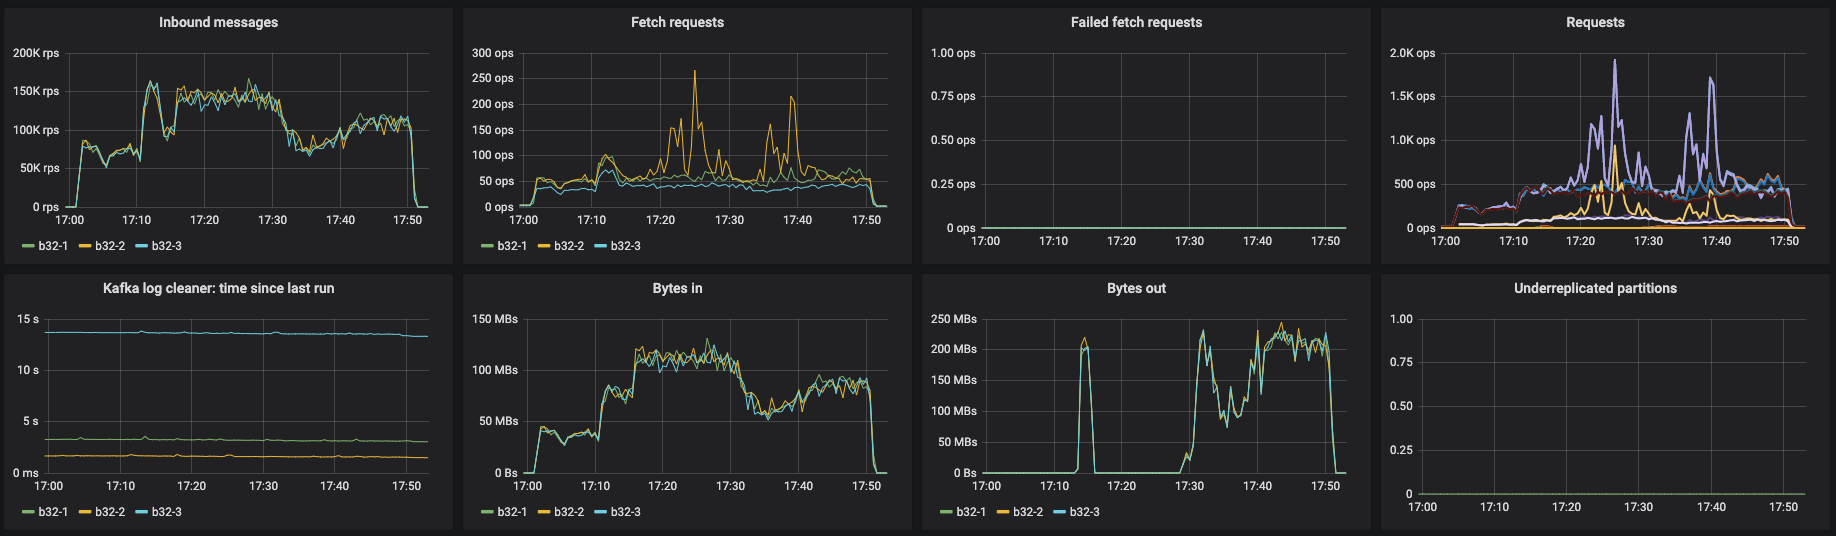 Inbound messages
200K rps
150K rps
100K rps
50K rps
0 rps
17:00 17:10 17:20 17:30 17:40 17:50
b32-1 b32-2 b32-3
Fetch requests
300 ops
250 ops
200 ops
150 ops
100 ops
50 ops
0 ops
17:00 17:10 17:20 17:30 17:40 17:50
b32-1 b32-2 b32-3
Failed fetch requests
1.00 ops
0.75 ops
0.50 ops
0.25 ops
0 ops
17:00 17:10 17:20 17:30 17:40 17:50
Requests
2.0K ops
1.5K ops
1.0K ops
500 ops
0 ops
17:00 17:10 17:20 17:30 17:40 17:50
Kafka log cleaner: time since last run
15 s
10 s
5 s
0 ms
17:00 17:10 17:20 17:30 17:40 17:50
b32-1 b32-2 b32-3
Bytes in
150 MBs
100 MBs
50 MBs
0 Bs
17:00 17:10 17:20 17:30 17:40 17:50
b32-1 b32-2 b32-3
Bytes out
250 MBs
200 MBs
150 MBs
100 MBs
50 MBs
0 Bs
17:00 17:10 17:20 17:30 17:40 17:50
b32-1 b32-2 b32-3
Underreplicated partitions
1.00
0.75
0.50
0.25
0
17:00 17:10 17:20 17:30 17:40 17:50